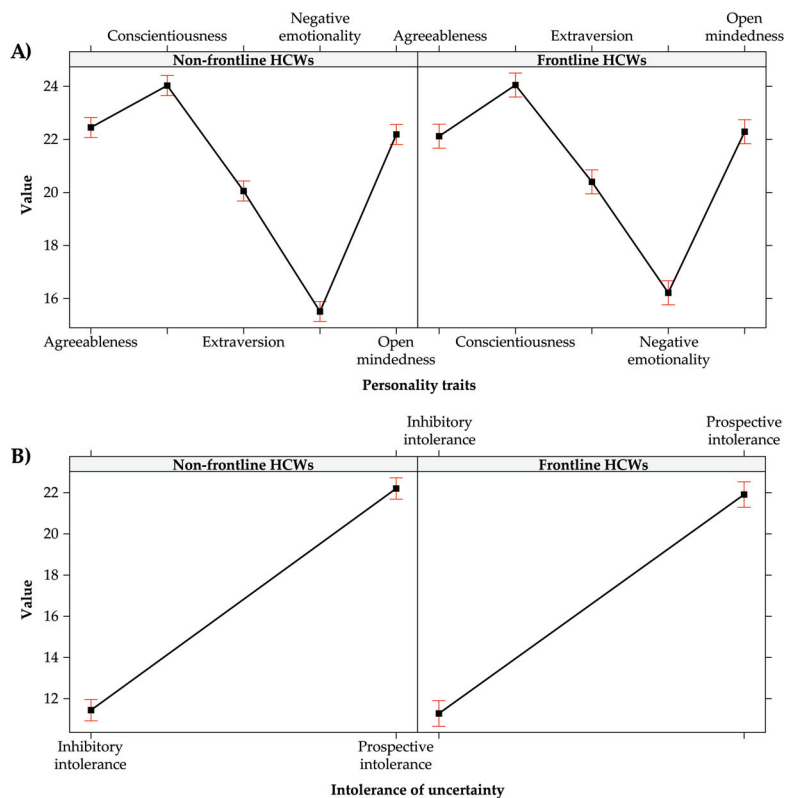 A)
Conscientiousness
Negative
emotionality
Agreeableness
Extraversion
Open
mindedness
Non-frontline HCWs
Frontline HCWs
24
22
20
18
16
Value
Agreeableness
Extraversion
Open
mindedness
Conscientiousness
Negative
emotionality
Personality traits
B)
Inhibitory
intolerance
Prospective
intolerance
Non-frontline HCWs
Frontline HCWs
22
20
18
16
14
12
Value
Inhibitory
intolerance
Prospective
intolerance
Intolerance of uncertainty